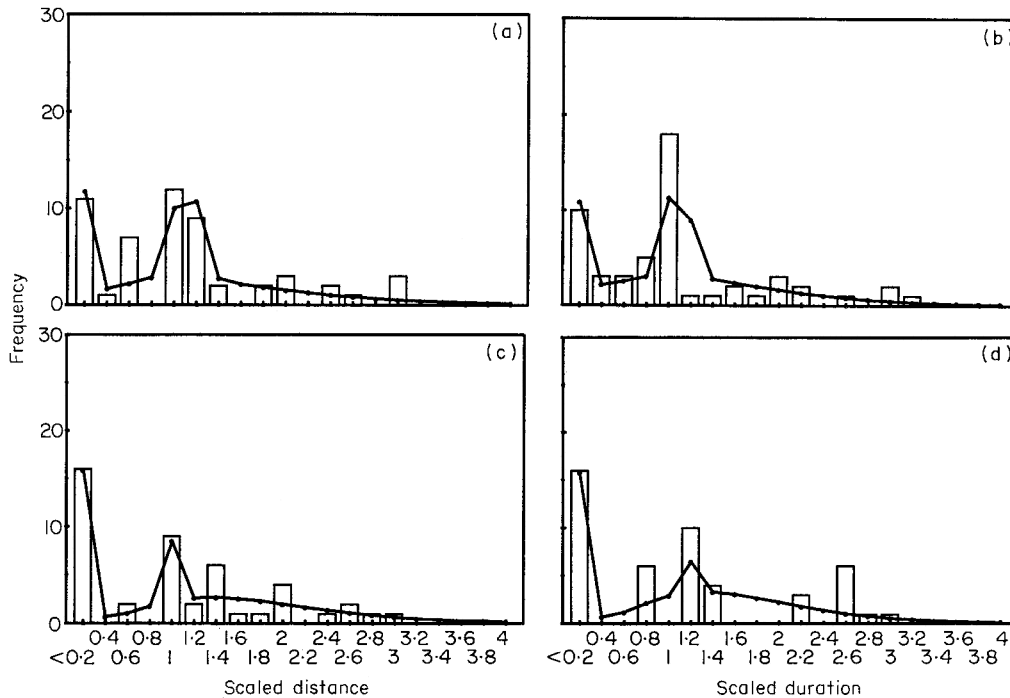 30
20
10
0
(a)
(b)
Frequency
30
20
10
0
(c)
(d)
0·4 0·8 1·2 1·6 2 2·4 2·8 3·2 3·6 4
<0·2 0·6 1 1·4 1·8 2·2 2·6 3 3·4 3·8
Scaled distance
0·4 0·8 1·2 1·6 2 2·4 2·8 3·2 3·6 4
<0·2 0·6 1 1·4 1·8 2·2 2·6 3 3·4 3·8
Scaled duration